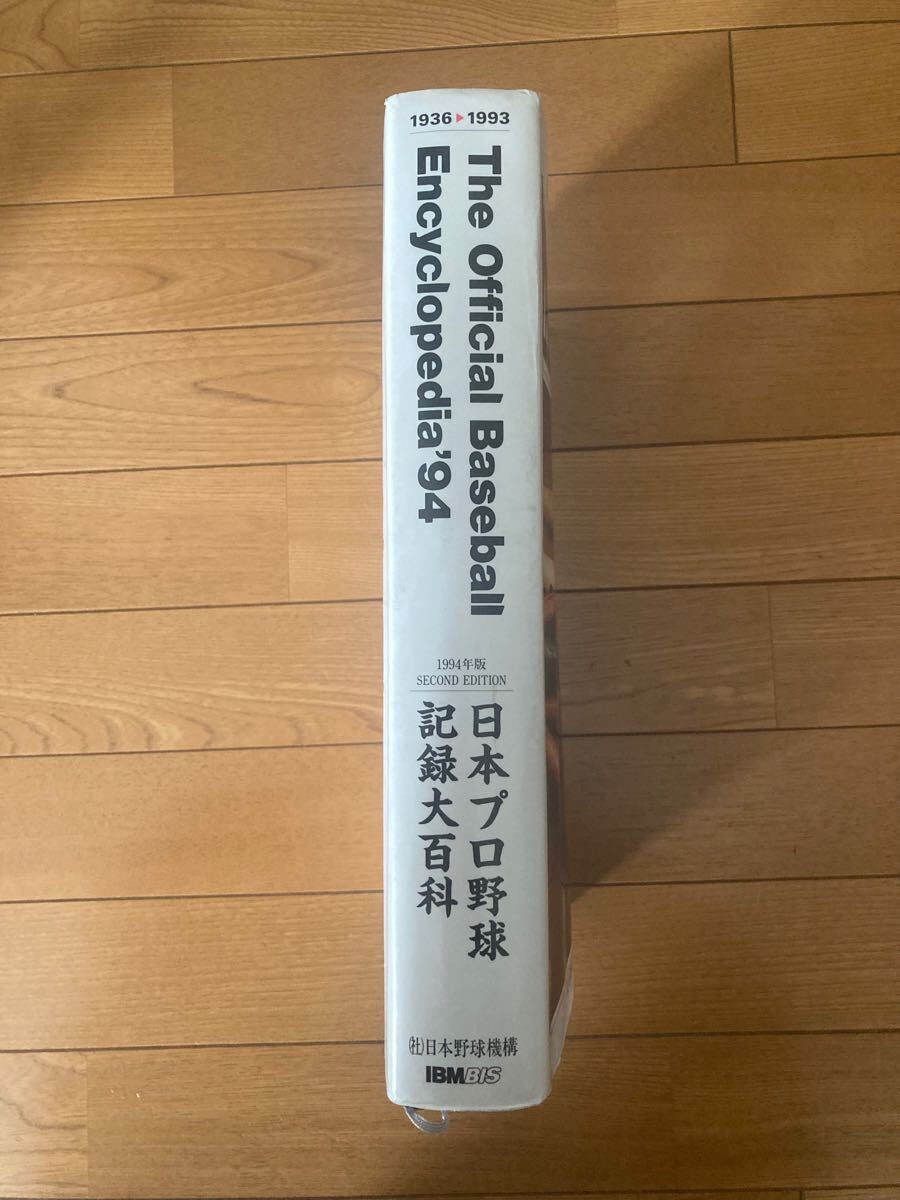 1936▶1993
The Official Baseball
Encyclopedia'94
1994年版
SECOND EDITION
日本プロ野球
記録大百科
(社)日本野球機構
IBMBIS